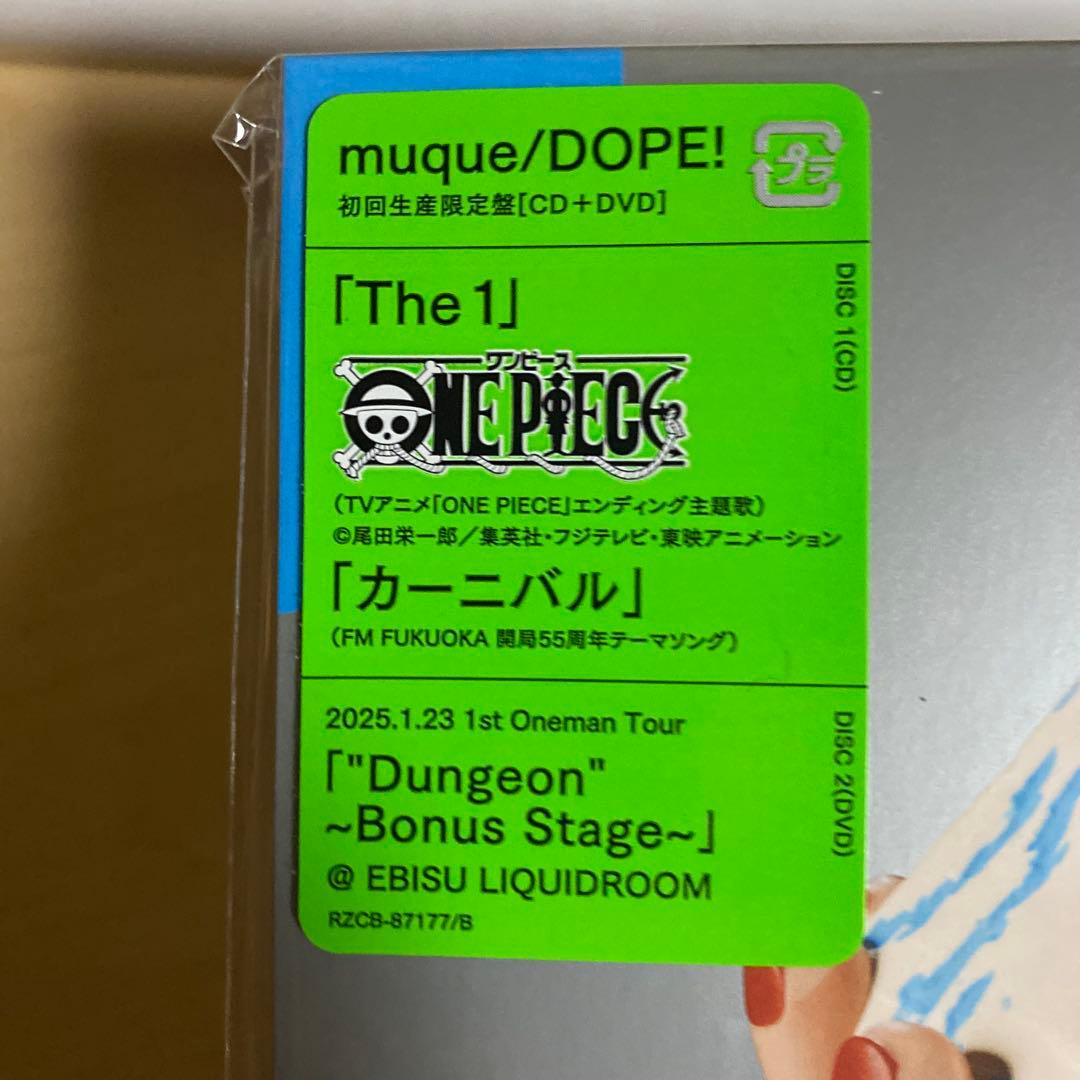 muque/DOPE!
プラ
初回生産限定盤[CD＋DVD]
DISC 1(CD)
「The 1」
ワンピース
ONE PIECE
（TVアニメ「ONE PIECE」エンディング主題歌）
©尾田栄一郎／集英社・フジテレビ・東映アニメーション
「カーニバル」
（FM FUKUOKA 開局55周年テーマソング）
DISC 2(DVD)
2025.1.23 1st Oneman Tour
「"Dungeon"
~Bonus Stage~」
@ EBISU LIQUIDROOM
RZCB-87177/B